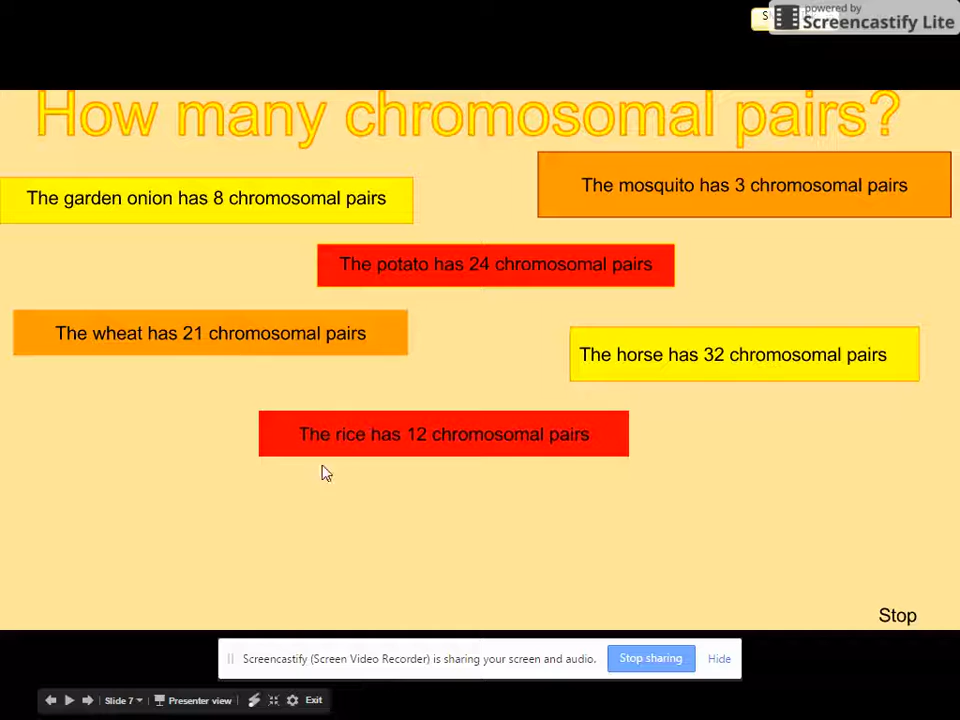 powered by
Screencastify Lite
How many chromosomal pairs?
The mosquito has 3 chromosomal pairs
The garden onion has 8 chromosomal pairs
The potato has 24 chromosomal pairs
The wheat has 21 chromosomal pairs
The horse has 32 chromosomal pairs
The rice has 12 chromosomal pairs
Stop
Screencastify (Screen Video Recorder) is sharing your screen and audio.
Stop sharing
Hide
Slide 7
Presenter view
Exit